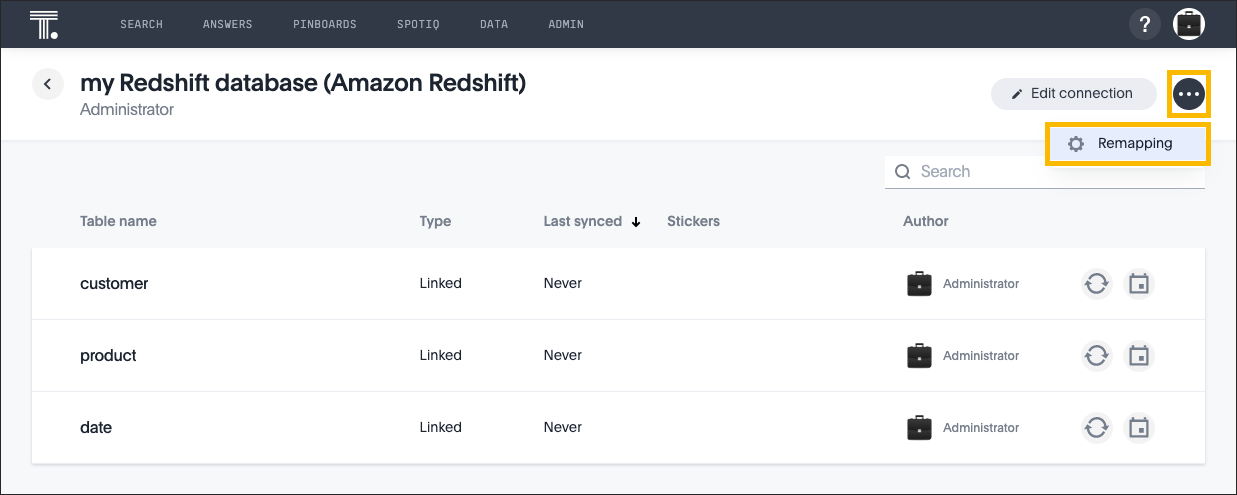 T. SEARCH ANSWERS PINBOARDS SPOTIQ DATA ADMIN ?
my Redshift database (Amazon Redshift)
Administrator
Edit connection
Remapping
Search
Table name Type Last synced Stickers Author
customer Linked Never Administrator
product Linked Never Administrator
date Linked Never Administrator